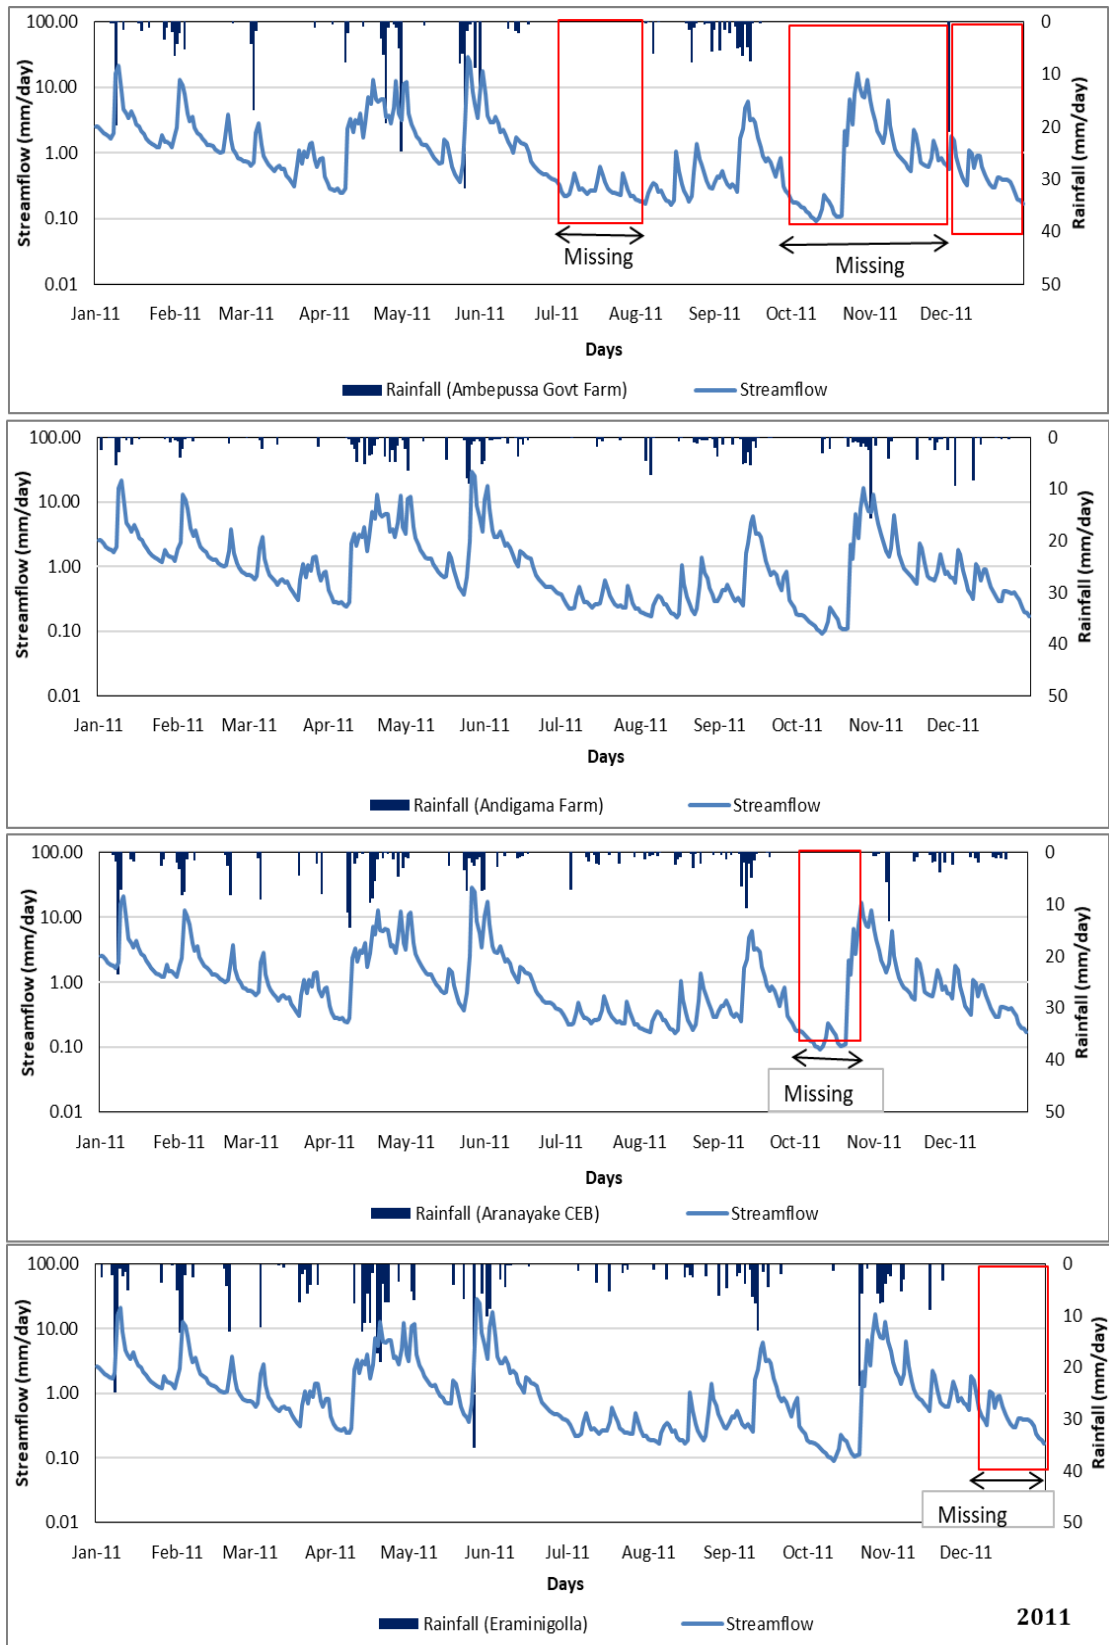 100.00
10.00
1.00
0.10
0.01
Streamflow (mm/day)
0
10
20
30
40
50
Rainfall (mm/day)
Missing
Missing
Jan-11 Feb-11 Mar-11 Apr-11 May-11 Jun-11 Jul-11 Aug-11 Sep-11 Oct-11 Nov-11 Dec-11
Days
Rainfall (Ambepussa Govt Farm) Streamflow
100.00
10.00
1.00
0.10
0.01
Streamflow (mm/day)
0
10
20
30
40
50
Rainfall (mm/day)
Jan-11 Feb-11 Mar-11 Apr-11 May-11 Jun-11 Jul-11 Aug-11 Sep-11 Oct-11 Nov-11 Dec-11
Days
Rainfall (Andigama Farm) Streamflow
100.00
10.00
1.00
0.10
0.01
Streamflow (mm/day)
0
10
20
30
40
50
Rainfall (mm/day)
Missing
Jan-11 Feb-11 Mar-11 Apr-11 May-11 Jun-11 Jul-11 Aug-11 Sep-11 Oct-11 Nov-11 Dec-11
Days
Rainfall (Aranayake CEB) Streamflow
100.00
10.00
1.00
0.10
0.01
Streamflow (mm/day)
0
10
20
30
40
50
Rainfall (mm/day)
Missing
Jan-11 Feb-11 Mar-11 Apr-11 May-11 Jun-11 Jul-11 Aug-11 Sep-11 Oct-11 Nov-11 Dec-11
Days
Rainfall (Eraminigolla) Streamflow
2011